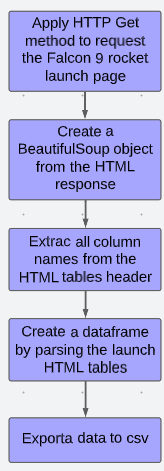 Apply HTTP Get
method to request
the Falcon 9 rocket
launch page
Create a
BeautifulSoup object
from the HTML
response
Extrac all column
names from the
HTML tables header
Create a dataframe
by parsing the launch
HTML tables
Exporta data to csv